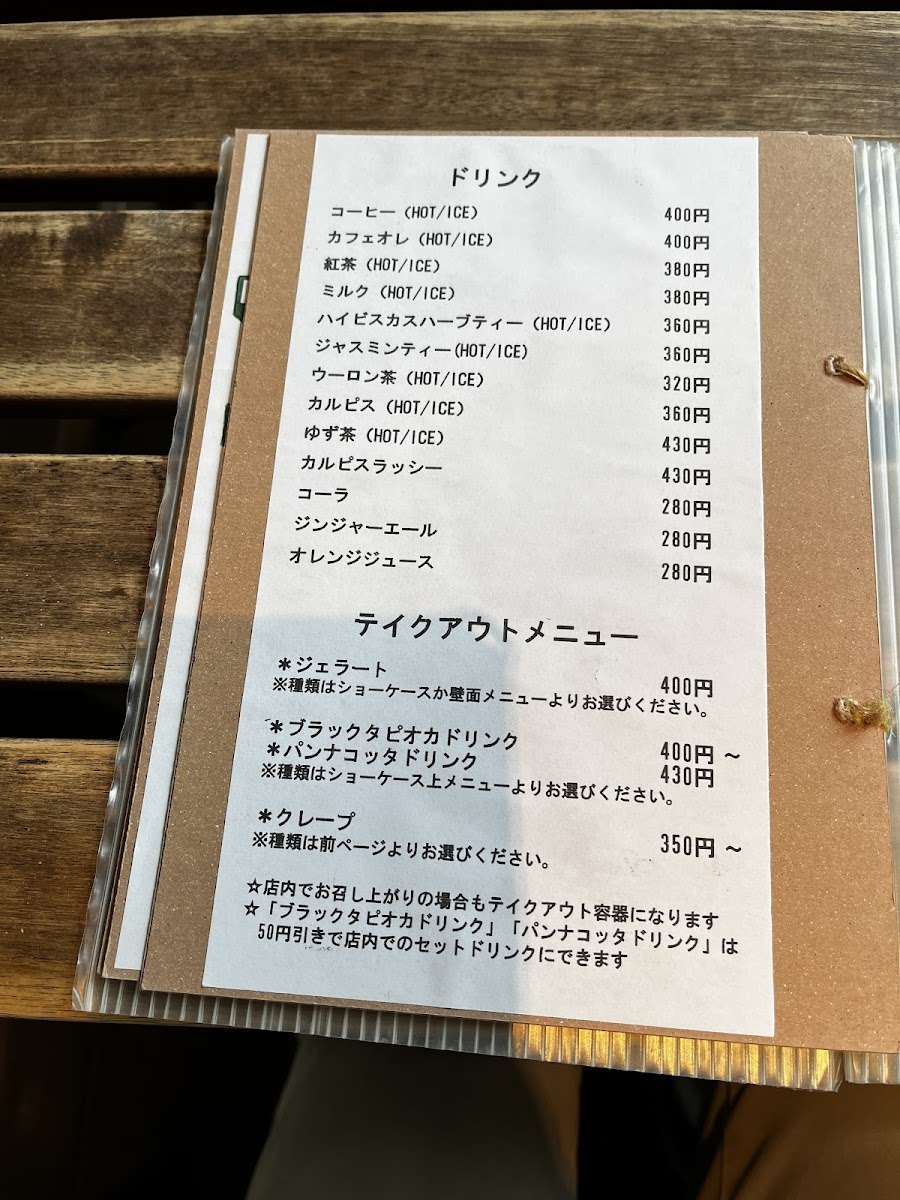 ドリンク
コーヒー (HOT/ICE) 400円
カフェオレ (HOT/ICE) 400円
紅茶 (HOT/ICE) 380円
ミルク (HOT/ICE) 380円
ハイビスカスハーブティー (HOT/ICE) 360円
ジャスミンティー(HOT/ICE) 360円
ウーロン茶 (HOT/ICE) 320円
カルピス (HOT/ICE) 360円
ゆず茶 (HOT/ICE) 430円
カルピスラッシー 430円
コーラ 280円
ジンジャーエール 280円
オレンジジュース 280円
テイクアウトメニュー
＊ジェラート 400円
※種類はショーケースか壁面メニューよりお選びください。
＊ブラックタピオカドリンク 400円～
＊パンナコッタドリンク 430円
※種類はショーケース上メニューよりお選びください。
＊クレープ 350円～
※種類は前ページよりお選びください。
☆店内でお召し上がりの場合もテイクアウト容器になります
☆「ブラックタピオカドリンク」「パンナコッタドリンク」は
50円引きで店内でのセットドリンクにできます